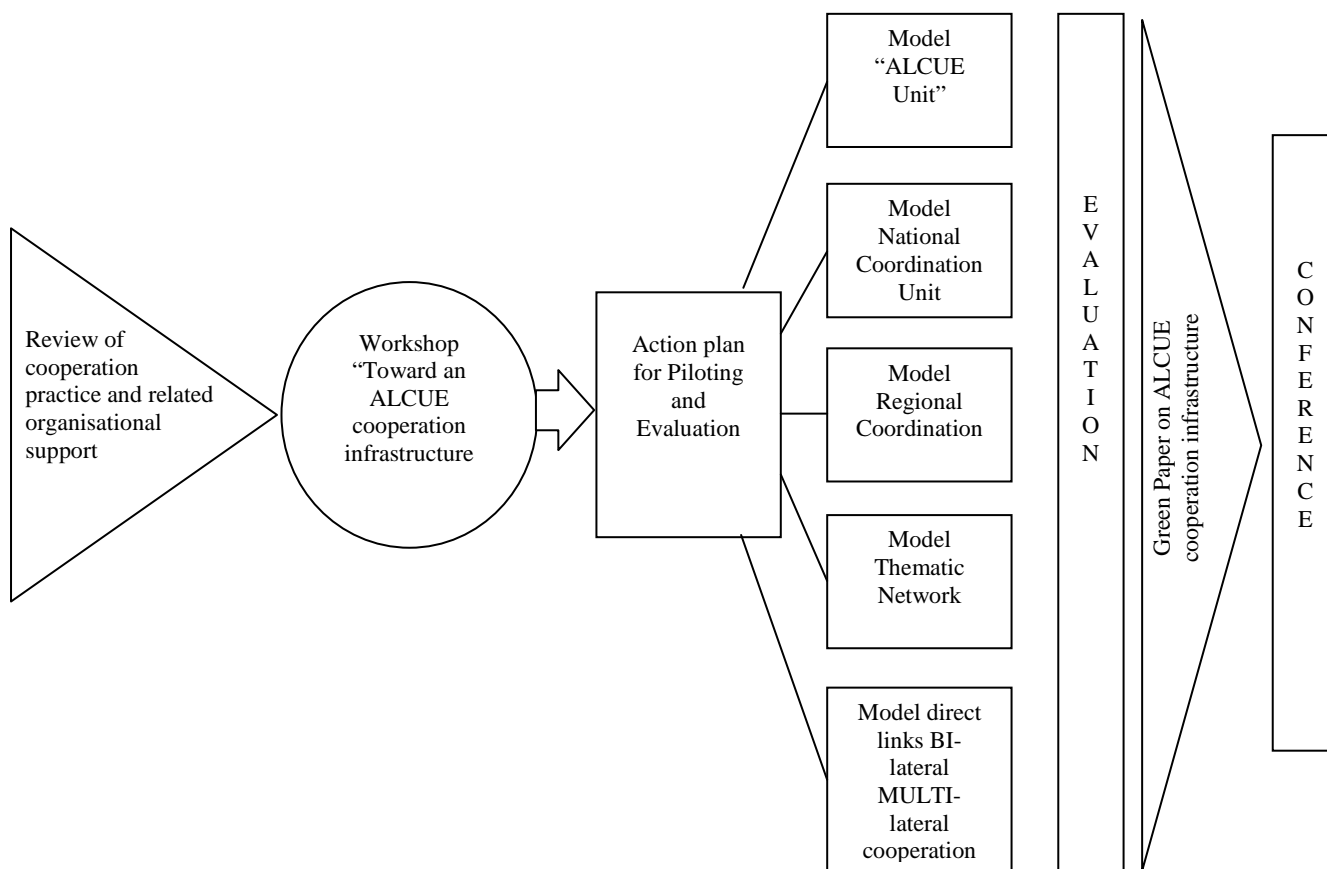 Review of
cooperation
practice and related
organisational
support
Workshop
“Toward an
ALCUE
cooperation
infrastructure
Action plan
for Piloting
and
Evaluation
Model
“ALCUE
Unit”
Model
National
Coordination
Unit
Model
Regional
Coordination
Model
Thematic
Network
Model direct
links BI-
lateral
MULTI-
lateral
cooperation
E
V
A
L
U
A
T
I
O
N
Green Paper on ALCUE
cooperation infrastructure
C
O
N
F
E
R
E
N
C
E